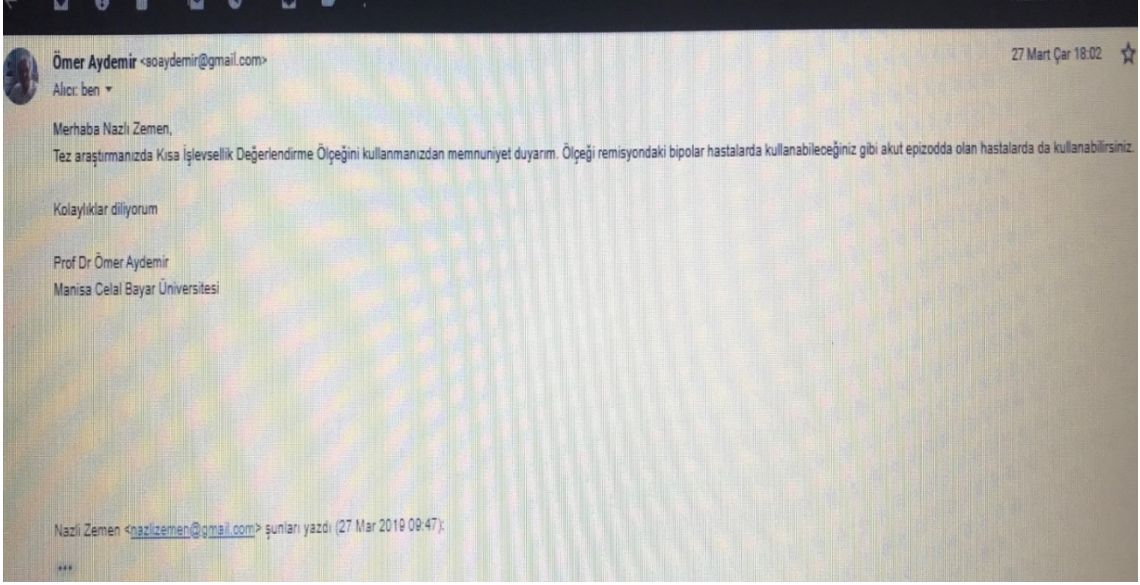 Ömer Aydemir <soaydemir@gmail.com>
27 Mart Çar 18:02
Alıcı: ben
Merhaba Nazlı Zemen,
Tez araştırmanızda Kısa İşlevsellik Değerlendirme Ölçeğini kullanmanızdan memnuniyet duyarım. Ölçeği remisyondaki bipolar hastalarda kullanabileceğiniz gibi akut epizodda olan hastalarda da kullanabilirsiniz.
Kolaylıklar diliyorum
Prof Dr Ömer Aydemir
Manisa Celal Bayar Üniversitesi
Nazlı Zemen <nazlizemen@gmail.com> şunları yazdı (27 Mar 2019 09:47):
•••